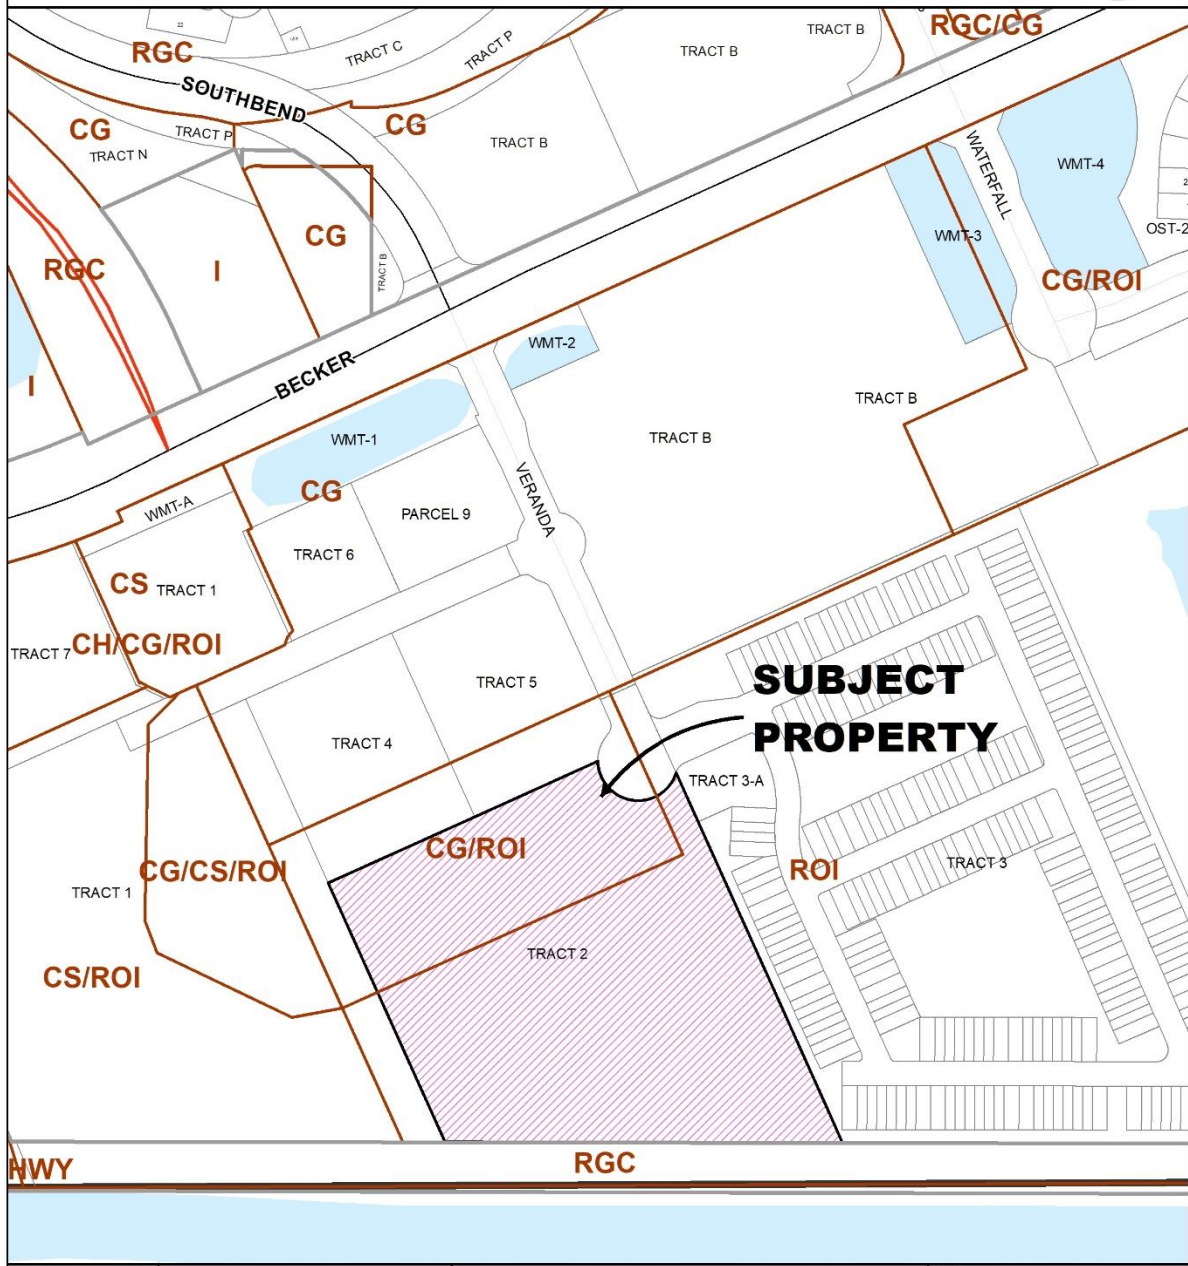 22
RGC
TRACT C
TRACT P
TRACT B
TRACT B
RGC/CG
SOUTHBEND
CG
TRACT P
CG
TRACT N
TRACT B
WATERFALL
WMT-4
CG
TRACT B
WMT-3
OST-2
RGC
I
CG/ROI
WMT-2
BECKER
I
TRACT B
WMT-1
TRACT B
CG
VERANDA
WMT-A
PARCEL 9
TRACT 6
CS
TRACT 1
TRACT 7
CH/CG/ROI
SUBJECT
PROPERTY
TRACT 5
TRACT 4
TRACT 3-A
CG/ROI
CG/CS/ROI
ROI
TRACT 3
TRACT 1
TRACT 2
CS/ROI
HWY
RGC